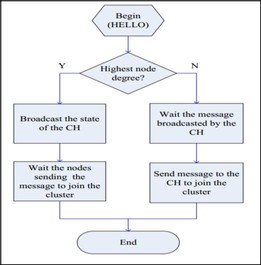 Begin
(HELLO)
Highest node
degree?
Y
N
Broadcast the state
of the CH
Wait the message
broadcasted by the
CH
Wait the nodes
sending the
message to join the
cluster
Send message to the
CH to join the
cluster
End